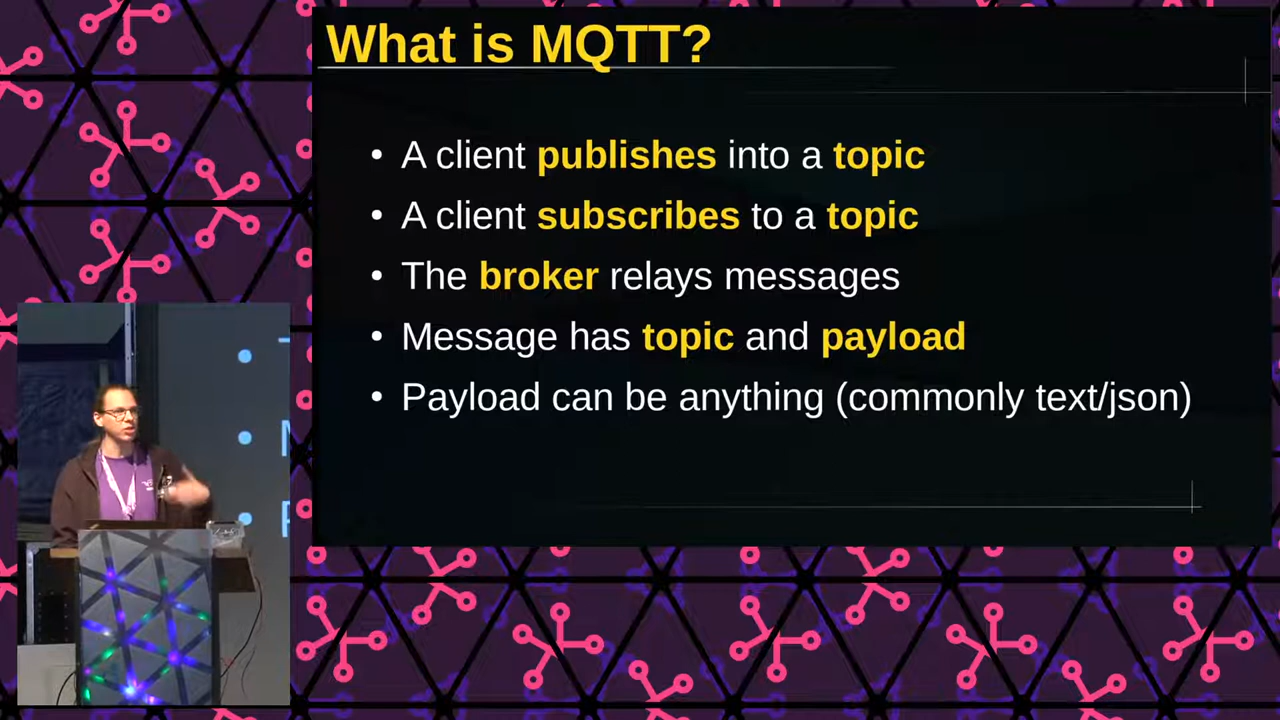 What is MQTT?
• A client publishes into a topic
• A client subscribes to a topic
• The broker relays messages
• Message has topic and payload
• Payload can be anything (commonly text/json)